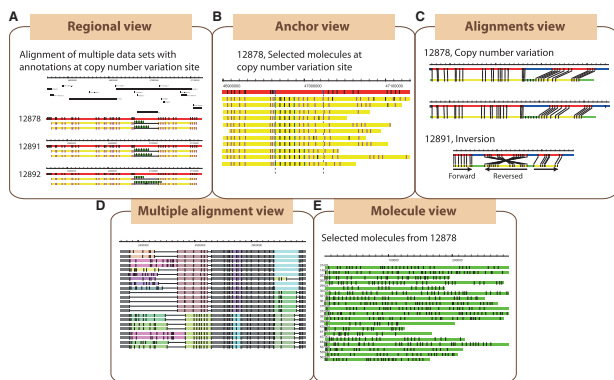 A
Regional view
Alignment of multiple data sets with
annotations at copy number variation site
12878
12891
12892
B
Anchor view
12878, Selected molecules at
copy number variation site
46900000
47000000
47100000
C
Alignments view
12878, Copy number variation
12891, Inversion
Forward
Reversed
D
Multiple alignment view
E
Molecule view
Selected molecules from 12878